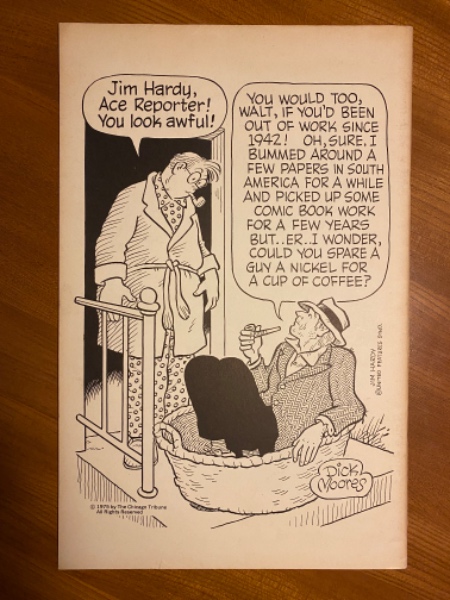 Jim Hardy,
Ace Reporter!
You look awful!
YOU WOULD TOO,
WALT, IF YOU'D BEEN
OUT OF WORK SINCE
1942! OH, SURE. I
BUMMED AROUND A
FEW PAPERS IN SOUTH
AMERICA FOR A WHILE
AND PICKED UP SOME
COMIC BOOK WORK
FOR A FEW YEARS
BUT..ER..I WONDER,
COULD YOU SPARE A
GUY A NICKEL FOR
A CUP OF COFFEE?
JIM HARDY
©UNITED FEATURES SYND.
Dick
Moores
© 1975 by The Chicago Tribune
All Rights Reserved